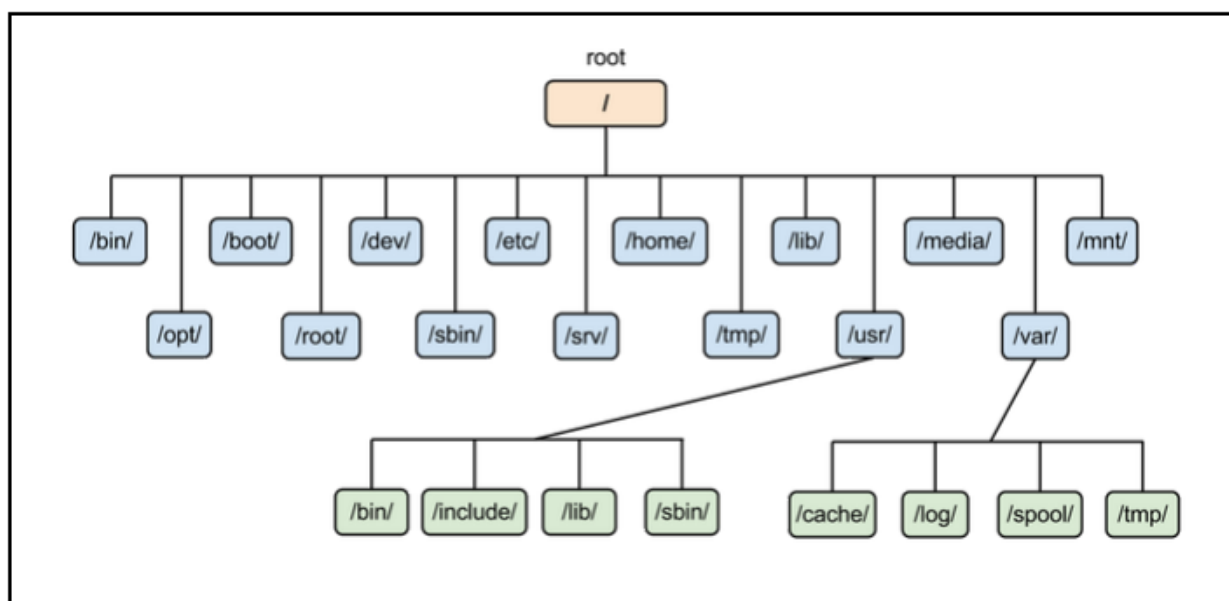 root
/
/bin/ /boot/ /dev/ /etc/ /home/ /lib/ /media/ /mnt/
/opt/ /root/ /sbin/ /srv/ /tmp/ /usr/ /var/
/bin/ /include/ /lib/ /sbin/ /cache/ /log/ /spool/ /tmp/